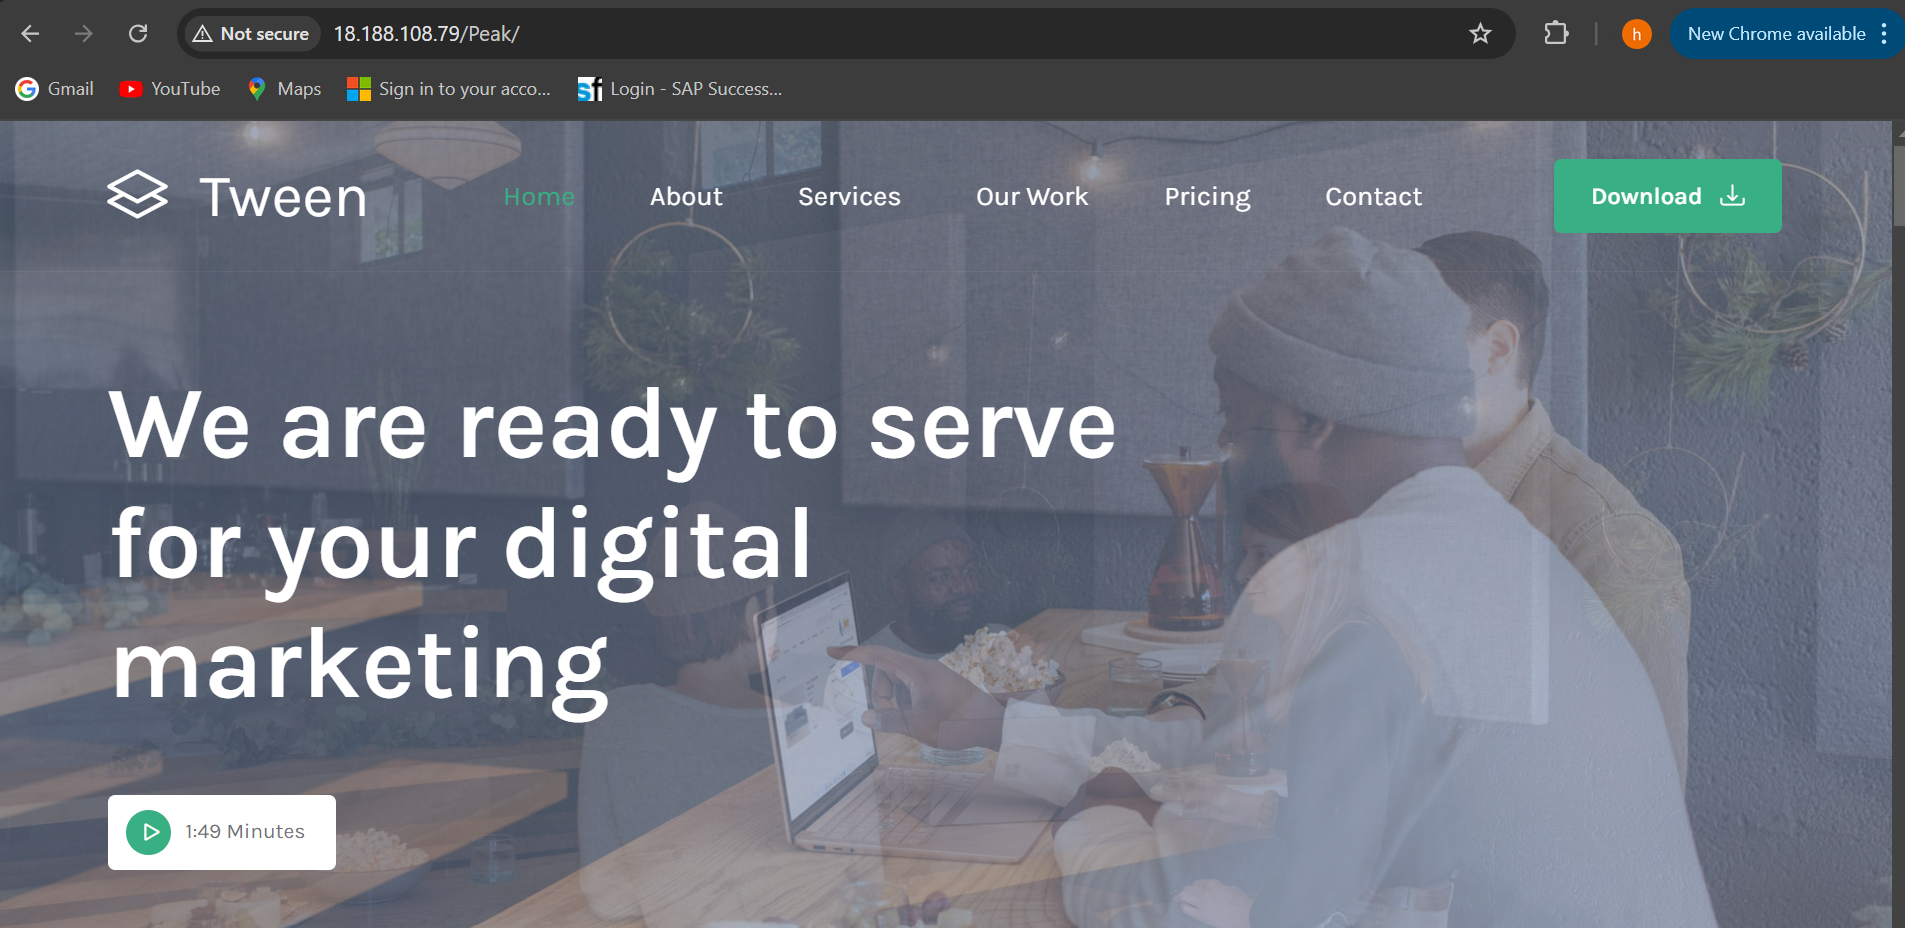 Not secure
18.188.108.79/Peak/
h
New Chrome available
Gmail
YouTube
Maps
Sign in to your acco...
sf
Login - SAP Success...
Tween
Home
About
Services
Our Work
Pricing
Contact
Download
We are ready to serve
for your digital
marketing
1:49 Minutes